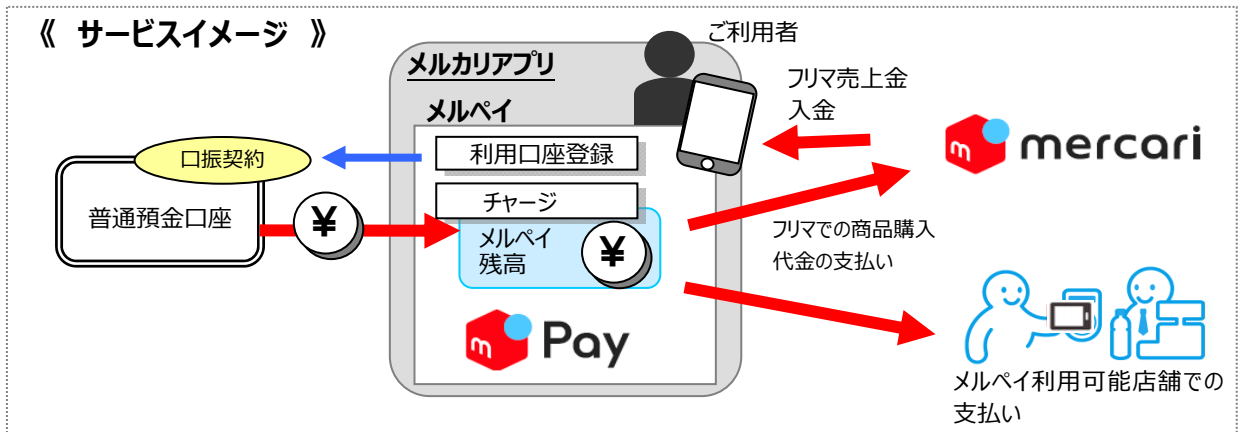 《 サービスイメージ 》
ご利用者
メルカリアプリ
フリマ売上金
入金
メルペイ
口振契約
利用口座登録
m mercari
普通預金口座
¥
チャージ
メルペイ
残高
¥
フリマでの商品購入
代金の支払い
m Pay
メルペイ利用可能店舗での
支払い